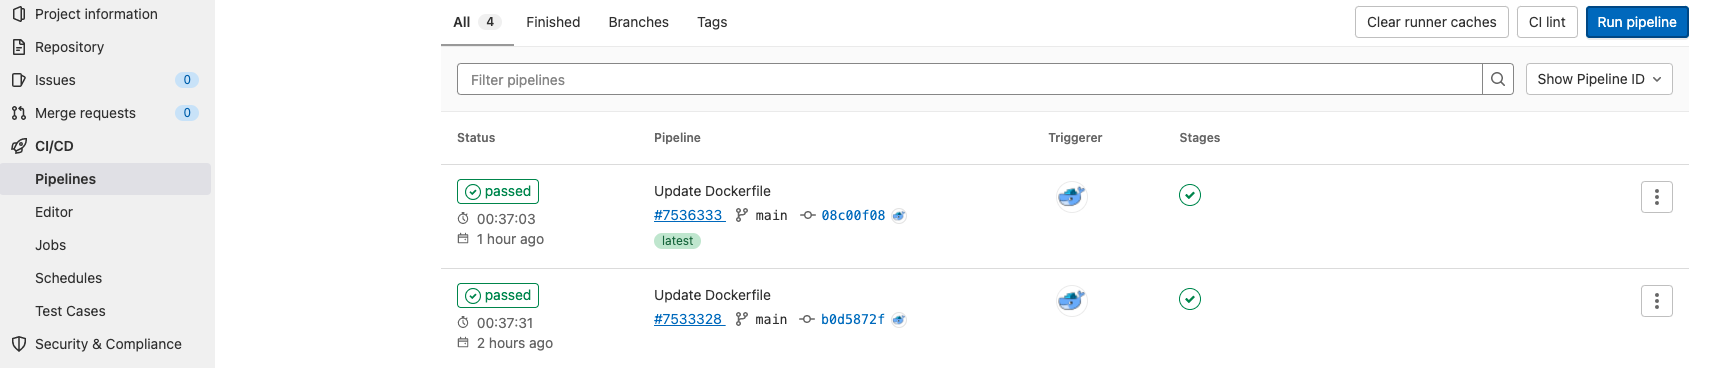 Project information
Repository
Issues 0
Merge requests 0
CI/CD
Pipelines
Editor
Jobs
Schedules
Test Cases
Security & Compliance
All 4 Finished Branches Tags
Clear runner caches CI lint Run pipeline
Filter pipelines
Show Pipeline ID
Status Pipeline Triggerer Stages
passed
00:37:03
1 hour ago
Update Dockerfile
#7536333 main 08c00f08
latest
passed
00:37:31
2 hours ago
Update Dockerfile
#7533328 main b0d5872f